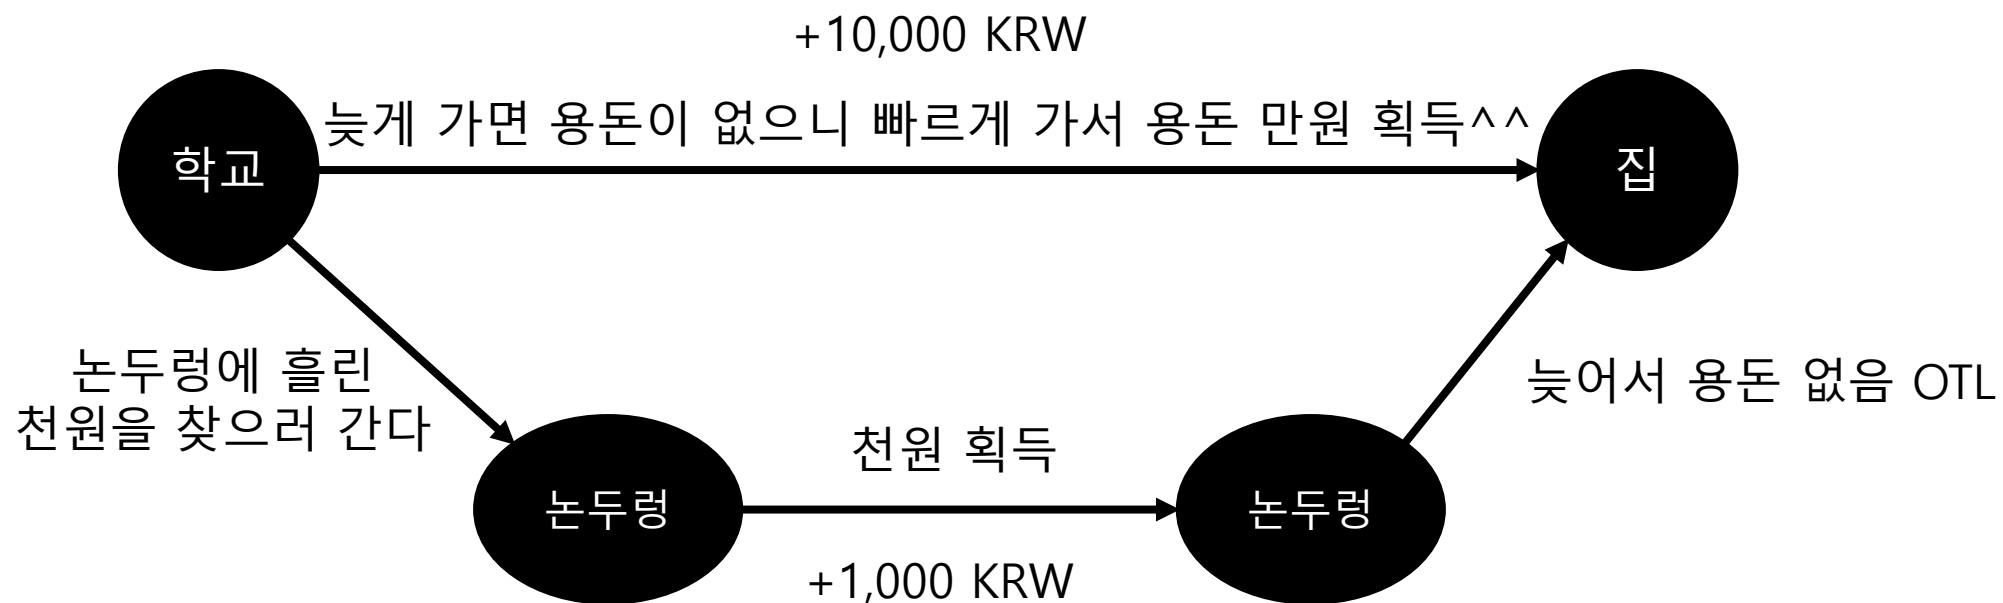 +10,000 KRW
늦게 가면 용돈이 없으니 빠르게 가서 용돈 만원 획득^^
학교
집
논두렁에 흘린
천원을 찾으러 간다
늦어서 용돈 없음 OTL
천원 획득
논두렁
논두렁
+1,000 KRW